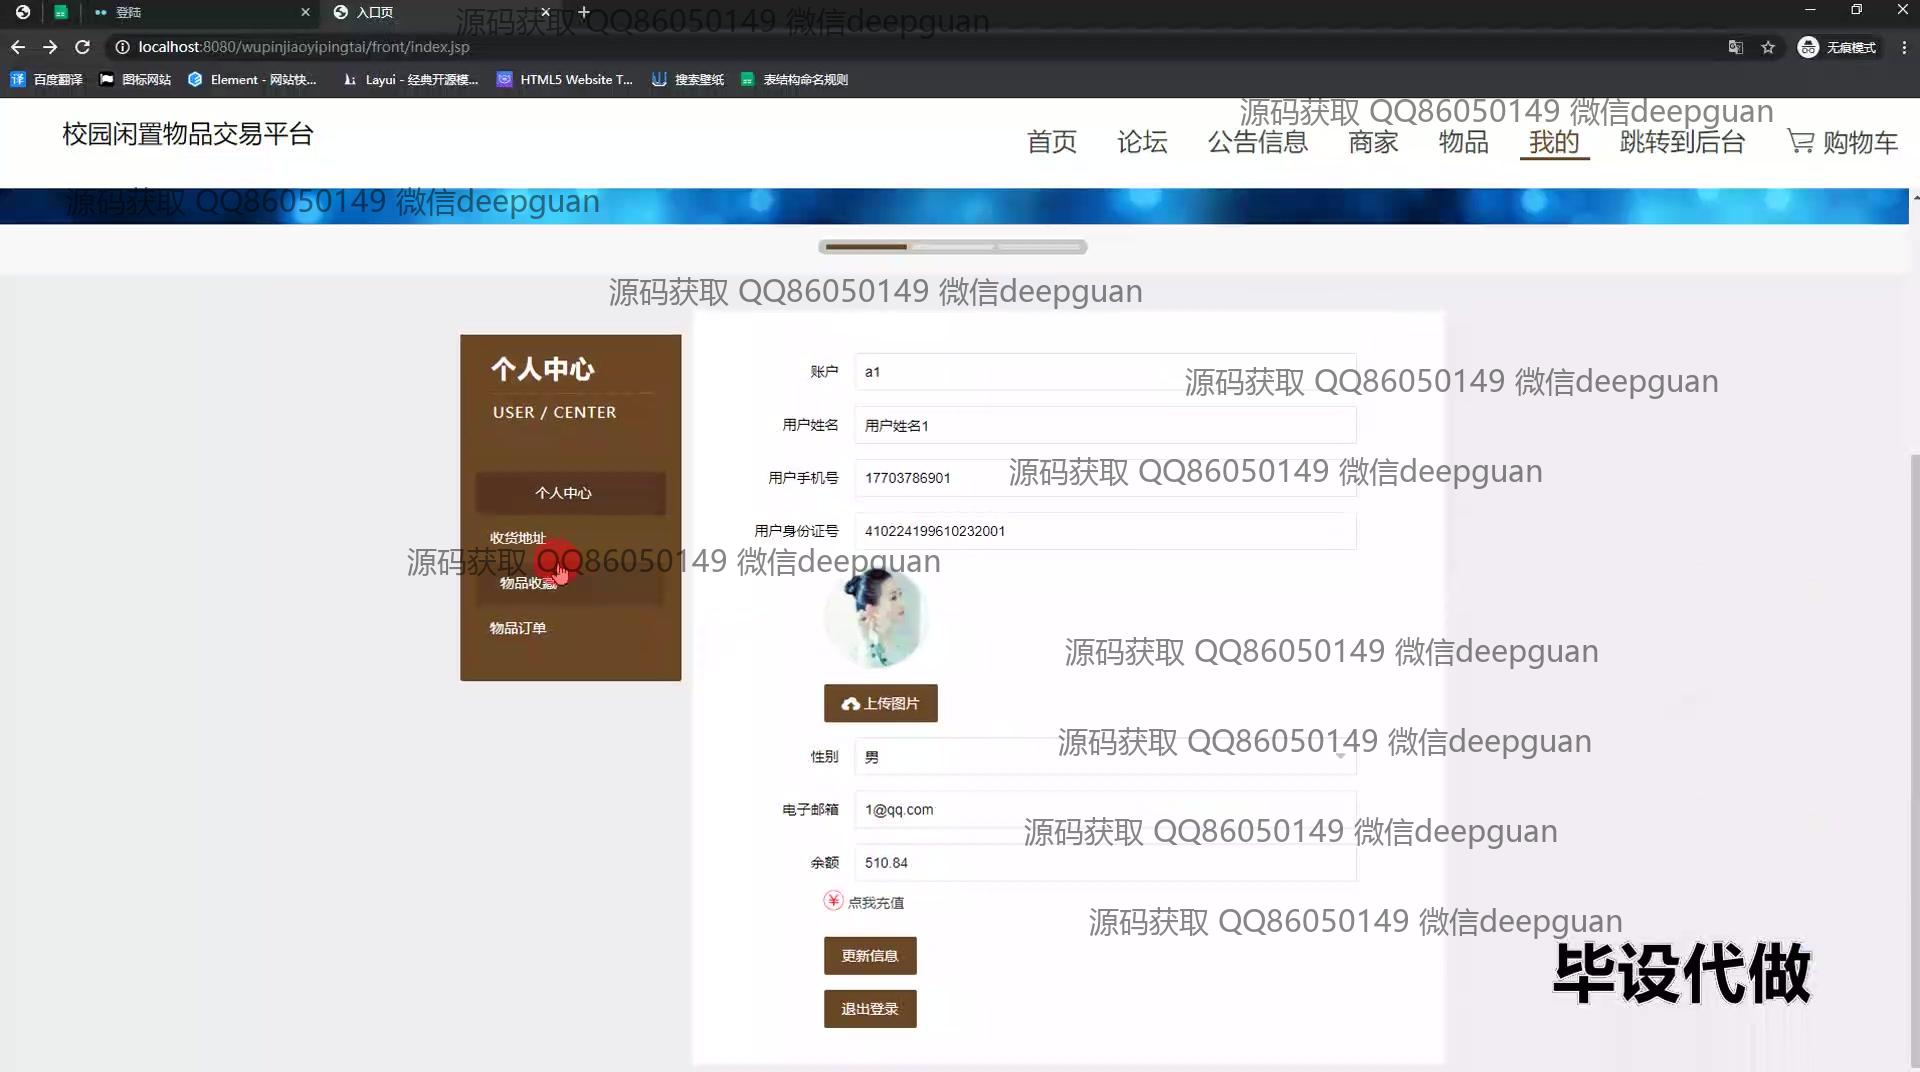 登陆
入口页
源码获取 QQ86050149 微信deepguan
localhost:8080/wupinjiaoyipingtai/front/index.jsp
无痕模式
百度翻译
图标网站
Element - 网站快...
Layui - 经典开源模...
HTML5 Website T...
搜索壁纸
表结构命名规则
源码获取 QQ86050149 微信deepguan
校园闲置物品交易平台
首页
论坛
公告信息
商家
物品
我的
跳转到后台
购物车
源码获取 QQ86050149 微信deepguan
源码获取 QQ86050149 微信deepguan
个人中心
USER / CENTER
个人中心
收货地址
物品收藏
物品订单
账户
a1
源码获取 QQ86050149 微信deepguan
用户姓名
用户姓名1
用户手机号
17703786901
源码获取 QQ86050149 微信deepguan
用户身份证号
410224199610232001
源码获取 QQ86050149 微信deepguan
源码获取 QQ86050149 微信deepguan
上传图片
性别
男
源码获取 QQ86050149 微信deepguan
电子邮箱
1@qq.com
源码获取 QQ86050149 微信deepguan
余额
510.84
点我充值
源码获取 QQ86050149 微信deepguan
更新信息
毕设代做
退出登录